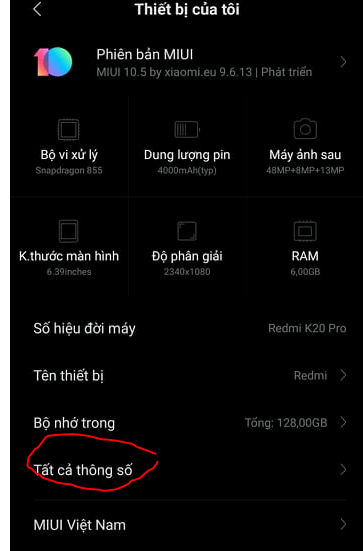 Thiết bị của tôi
10
Phiên bản MIUI
MIUI 10.5 by xiaomi.eu 9.6.13 | Phát triển
Bộ vi xử lý
Snapdragon 855
Dung lượng pin
4000mAh(typ)
Máy ảnh sau
48MP+8MP+13MP
K.thước màn hình
6.39inches
Độ phân giải
2340x1080
RAM
6,00GB
Số hiệu đời máy Redmi K20 Pro
Tên thiết bị Redmi
Bộ nhớ trong Tổng: 128,00GB
Tất cả thông số
MIUI Việt Nam